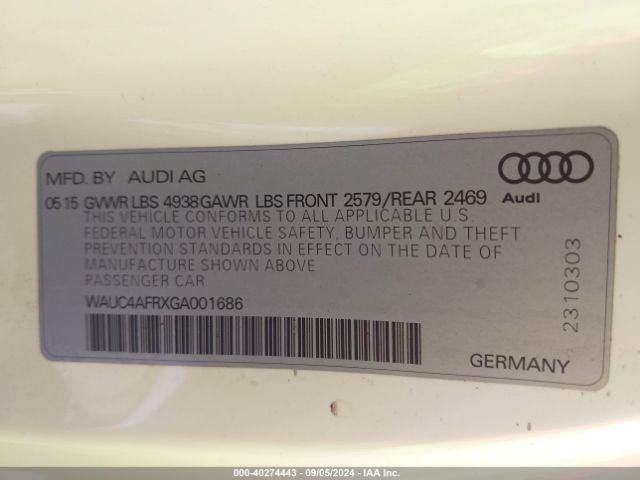 MFD. BY AUDI AG
05 15 GVWR LBS 4938 GAWR LBS FRONT 2579/REAR 2469
Audi
THIS VEHICLE CONFORMS TO ALL APPLICABLE U.S.
FEDERAL MOTOR VEHICLE SAFETY, BUMPER AND THEFT
PREVENTION STANDARDS IN EFFECT ON THE DATE OF
MANUFACTURE SHOWN ABOVE
PASSENGER CAR
WAUC4AFRXGA001686
2310303
GERMANY
000-40274443 - 09/05/2024 - IAA Inc.